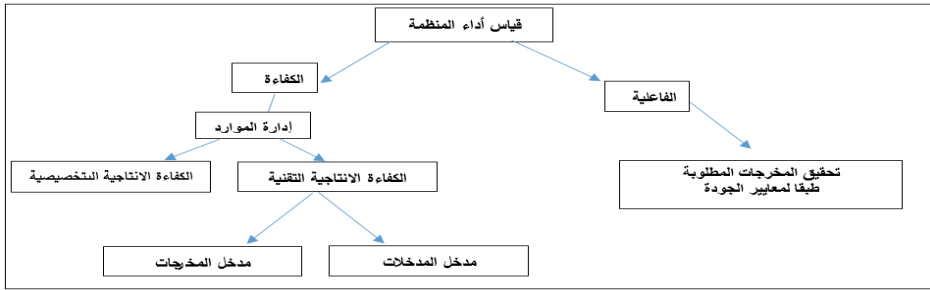 قياس أداء المنظمة
الكفاءة
الفاعلية
إدارة الموارد
الكفاءة الانتاجية التخصيصية
الكفاءة الانتاجية التقنية
تحقيق المخرجات المطلوبة
طبقا لمعايير الجودة
مدخل المخرجات
مدخل المدخلات